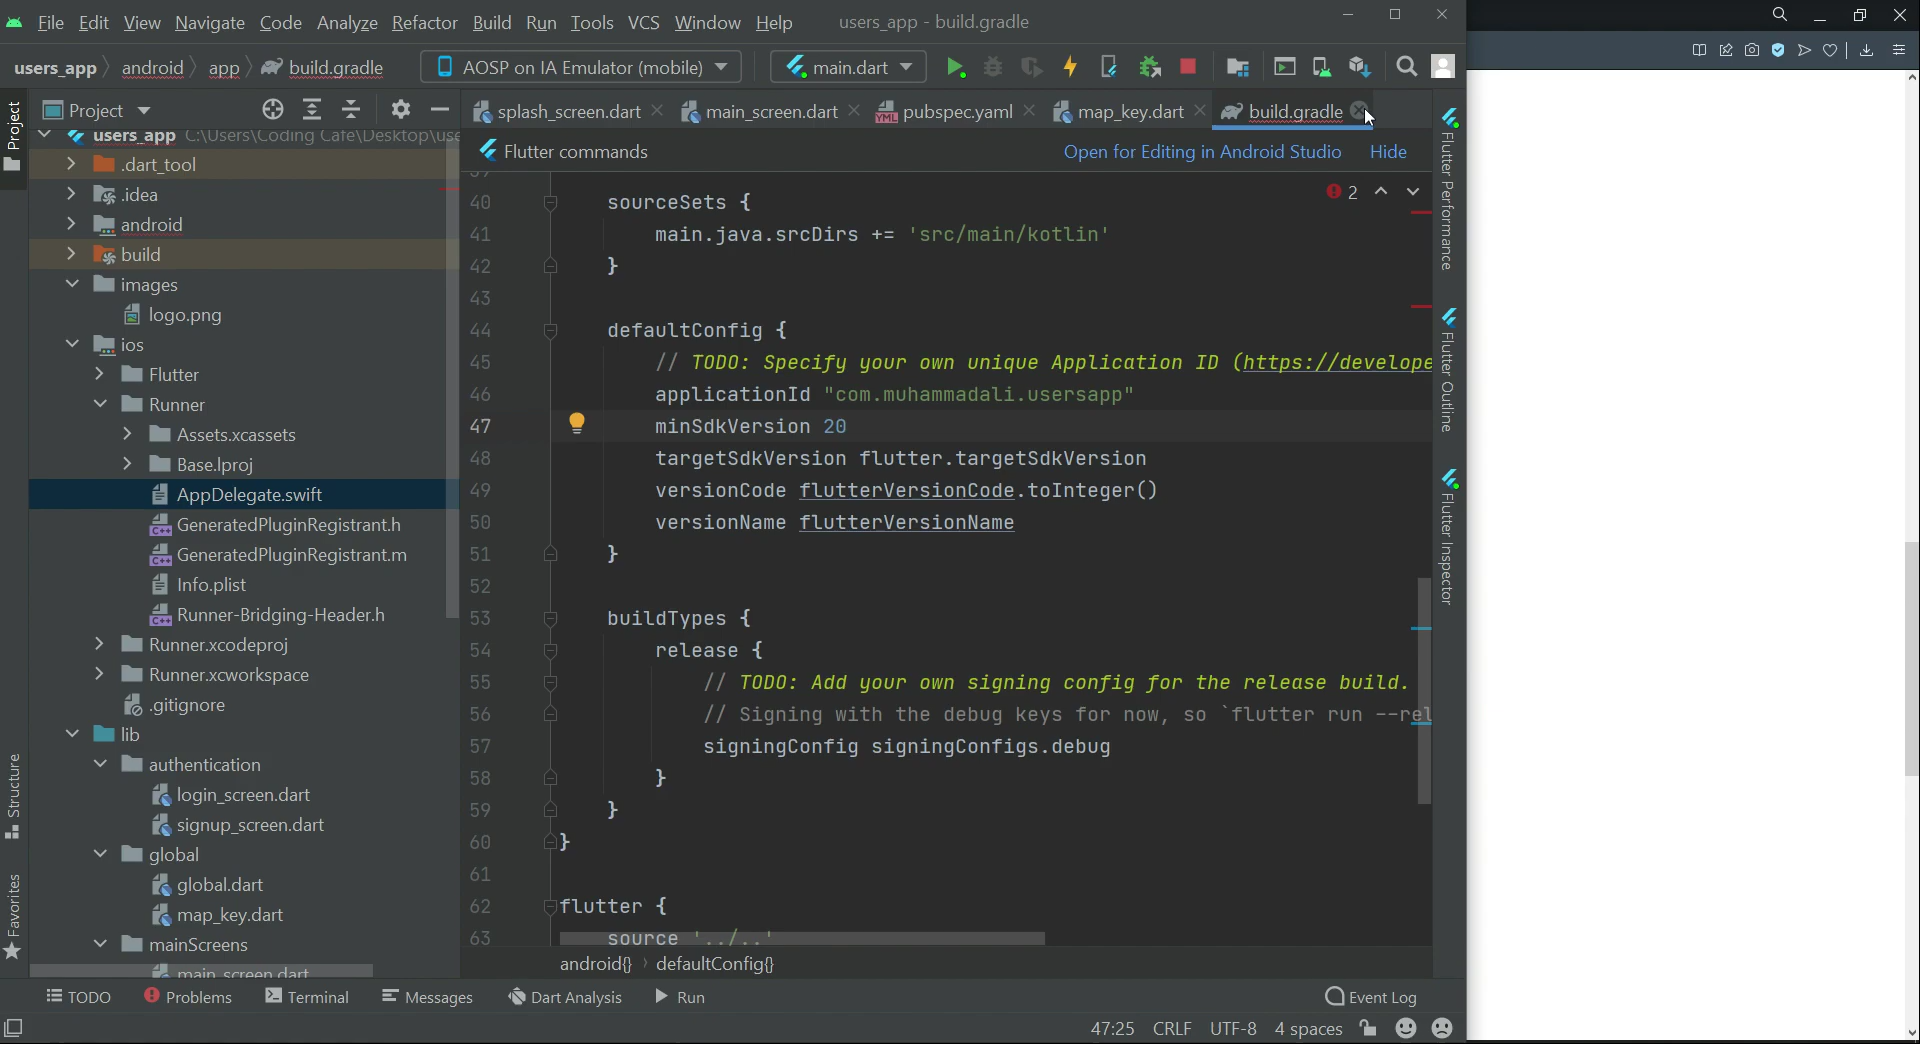 File Edit View Navigate Code Analyze Refactor Build Run Tools VCS Window Help users_app - build.gradle
users_app android app build.gradle AOSP on IA Emulator (mobile) main.dart
Project splash_screen.dart main_screen.dart pubspec.yaml map_key.dart build.gradle
Flutter commands Open for Editing in Android Studio Hide
Project
Structure
Favorites
users_app C:\Users\Coding Cafe\Desktop\use
.dart_tool
.idea
android
build
images
logo.png
ios
Flutter
Runner
Assets.xcassets
Base.lproj
AppDelegate.swift
GeneratedPluginRegistrant.h
GeneratedPluginRegistrant.m
Info.plist
Runner-Bridging-Header.h
Runner.xcodeproj
Runner.xcworkspace
.gitignore
lib
authentication
login_screen.dart
signup_screen.dart
global
global.dart
map_key.dart
mainScreens
main_screen.dart
2
40 sourceSets {
41 main.java.srcDirs += 'src/main/kotlin'
42 }
43
44 defaultConfig {
45 // TODO: Specify your own unique Application ID (https://develope
46 applicationId "com.muhammadali.usersapp"
47 minSdkVersion 20
48 targetSdkVersion flutter.targetSdkVersion
49 versionCode flutterVersionCode.toInteger()
50 versionName flutterVersionName
51 }
52
53 buildTypes {
54 release {
55 // TODO: Add your own signing config for the release build.
56 // Signing with the debug keys for now, so `flutter run --rel
57 signingConfig signingConfigs.debug
58 }
59 }
60 }
61
62 flutter {
63 source '../..'
android{} defaultConfig{}
Flutter Performance
Flutter Outline
Flutter Inspector
TODO Problems Terminal Messages Dart Analysis Run Event Log
47:25 CRLF UTF-8 4 spaces